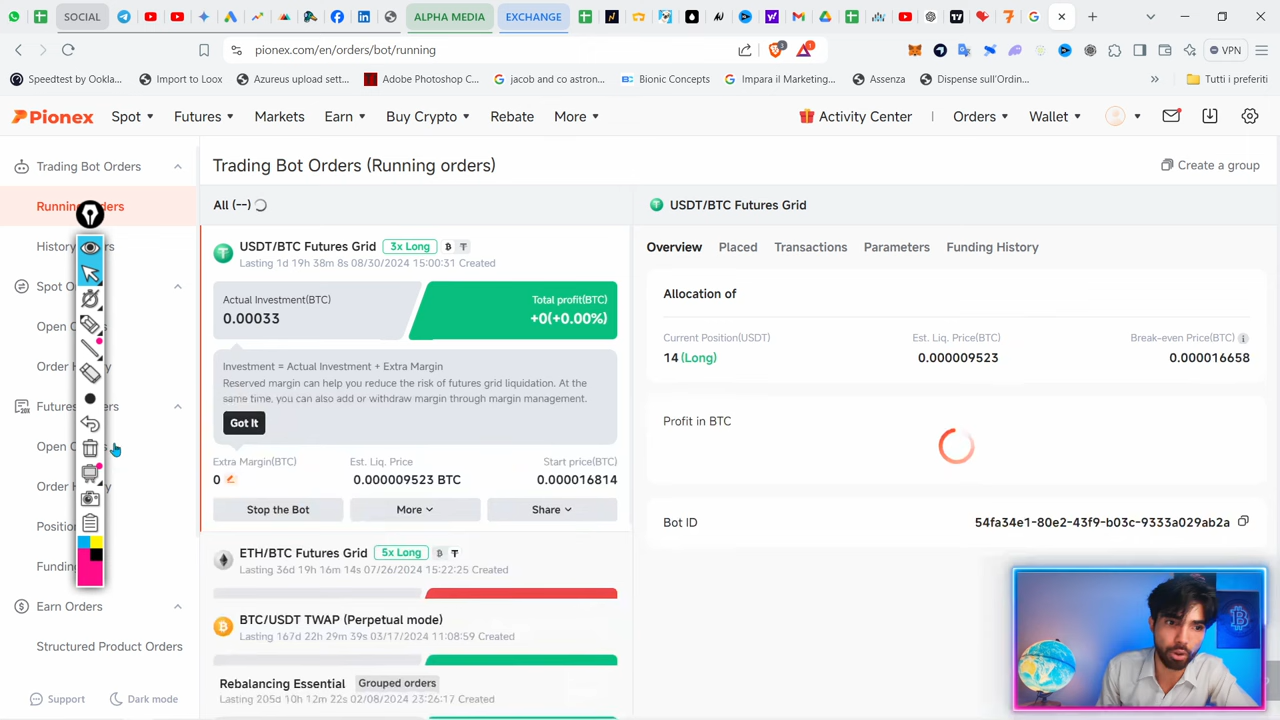 SOCIAL
ALPHA MEDIA
EXCHANGE
pionex.com/en/orders/bot/running
VPN
Speedtest by Ookla...
Import to Loox
Azureus upload sett...
Adobe Photoshop C...
jacob and co astron...
Bionic Concepts
Impara il Marketing...
Assenza
Dispense sull'Ordin...
Tutti i preferiti
Pionex
Spot
Futures
Markets
Earn
Buy Crypto
Rebate
More
Activity Center
Orders
Wallet
Trading Bot Orders
Trading Bot Orders (Running orders)
Create a group
All (--)
USDT/BTC Futures Grid
USDT/BTC Futures Grid 3x Long
Lasting 1d 19h 38m 8s 08/30/2024 15:00:31 Created
Overview
Placed
Transactions
Parameters
Funding History
Actual Investment(BTC)
0.00033
Total profit(BTC)
+0(+0.00%)
Allocation of
Current Position(USDT)
14 (Long)
Est. Liq. Price(BTC)
0.000009523
Break-even Price(BTC)
0.000016658
Investment = Actual Investment + Extra Margin
Reserved margin can help you reduce the risk of futures grid liquidation. At the
same time, you can also add or withdraw margin through margin management.
Got It
Profit in BTC
Extra Margin(BTC)
0
Est. Liq. Price
0.000009523 BTC
Start price(BTC)
0.000016814
Stop the Bot
More
Share
Bot ID
54fa34e1-80e2-43f9-b03c-9333a029ab2a
ETH/BTC Futures Grid 5x Long
Lasting 36d 19h 16m 14s 07/26/2024 15:22:25 Created
BTC/USDT TWAP (Perpetual mode)
Lasting 167d 22h 29m 39s 03/17/2024 11:08:59 Created
Earn Orders
Structured Product Orders
Rebalancing Essential Grouped orders
Lasting 205d 10h 12m 22s 02/08/2024 23:26:17 Created
Support
Dark mode